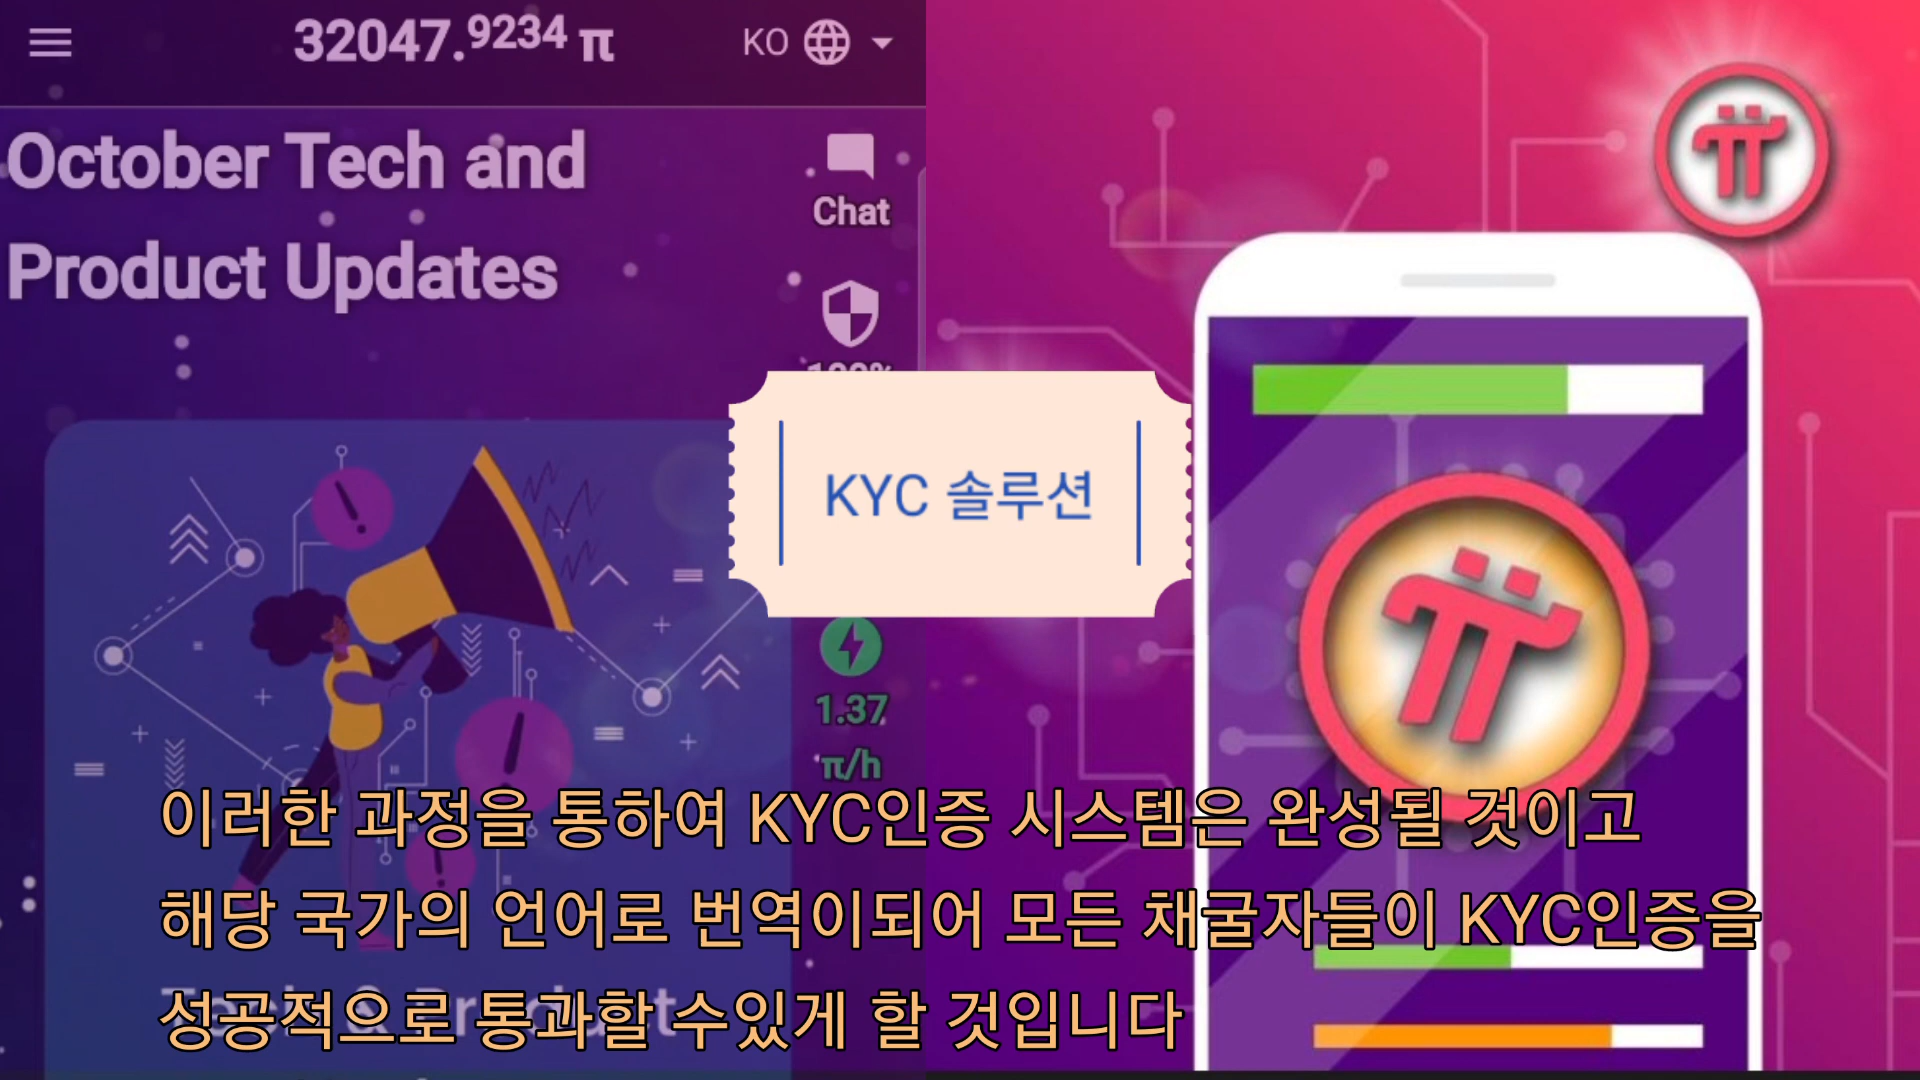 32047.9234 π
KO
October Tech and
Product Updates
Chat
100%
KYC 솔루션
1.37
π/h
이러한 과정을 통하여 KYC인증 시스템은 완성될 것이고
해당 국가의 언어로 번역이되어 모든 채굴자들이 KYC인증을
성공적으로 통과할 수있게 할 것입니다
Tech & Product